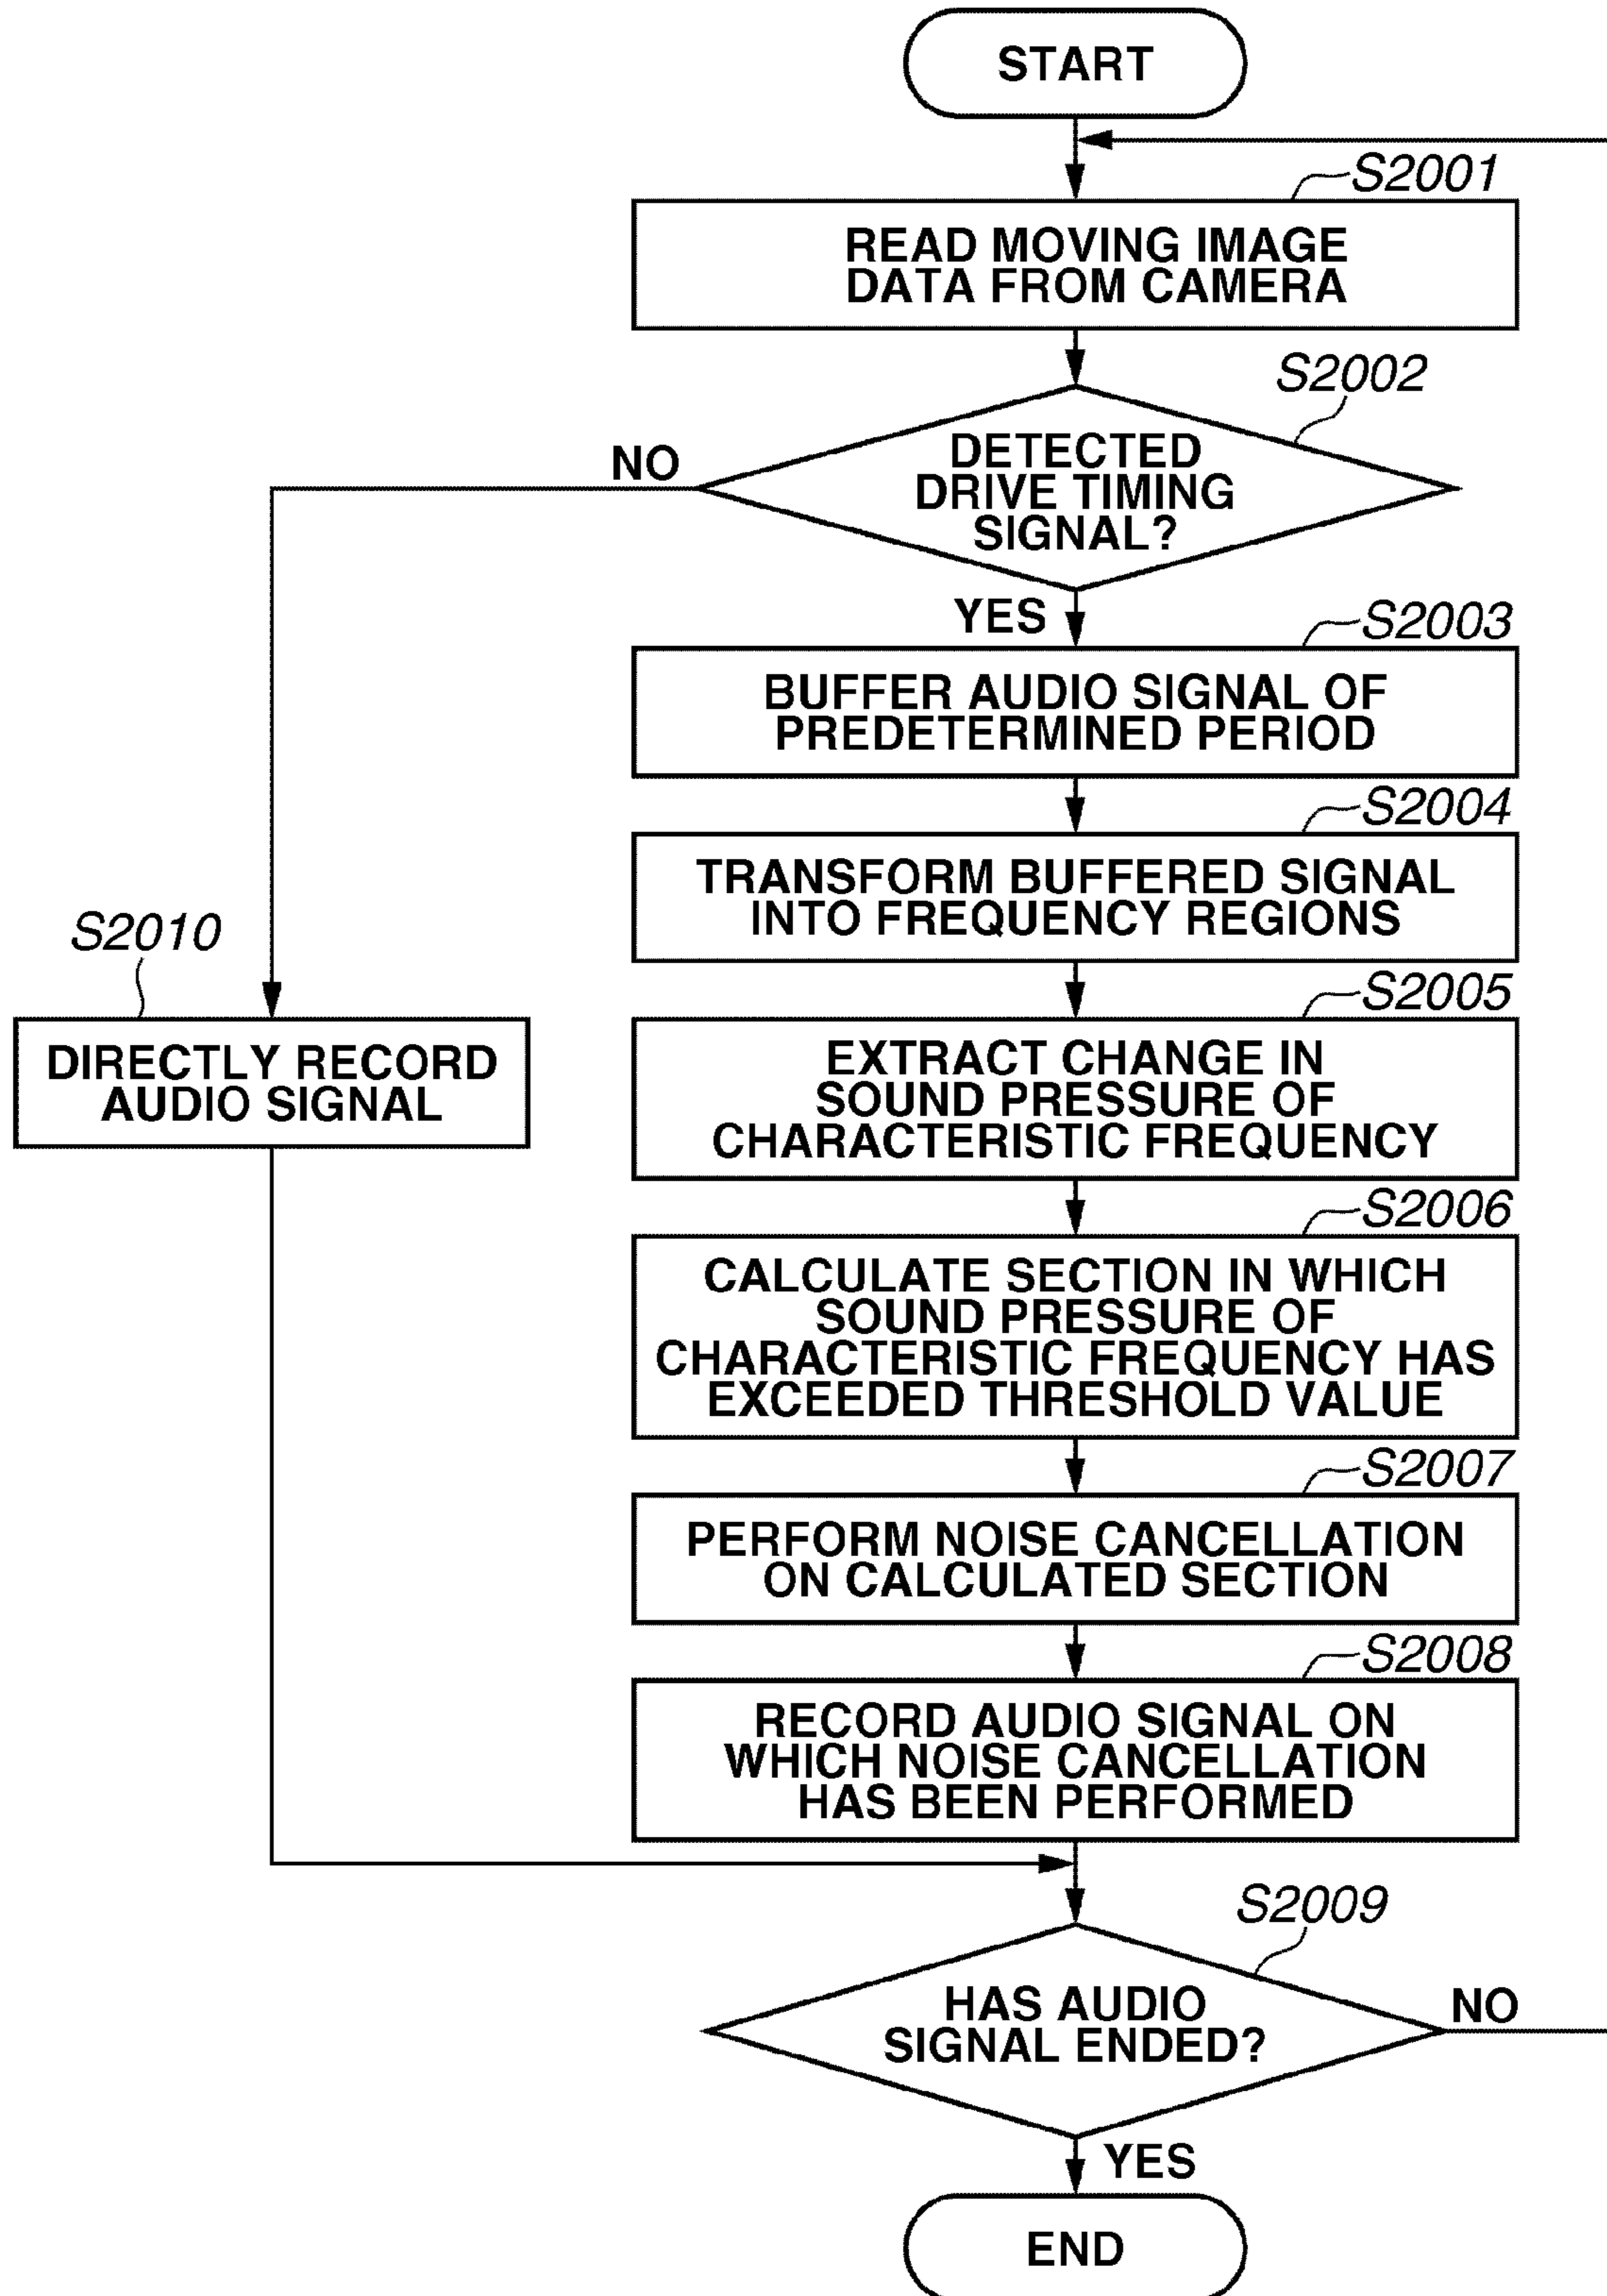 START
S2001
READ MOVING IMAGE
DATA FROM CAMERA
S2002
DETECTED
DRIVE TIMING
SIGNAL?
NO
YES
S2003
BUFFER AUDIO SIGNAL OF
PREDETERMINED PERIOD
S2004
TRANSFORM BUFFERED SIGNAL
INTO FREQUENCY REGIONS
S2010
DIRECTLY RECORD
AUDIO SIGNAL
S2005
EXTRACT CHANGE IN
SOUND PRESSURE OF
CHARACTERISTIC FREQUENCY
S2006
CALCULATE SECTION IN WHICH
SOUND PRESSURE OF
CHARACTERISTIC FREQUENCY HAS
EXCEEDED THRESHOLD VALUE
S2007
PERFORM NOISE CANCELLATION
ON CALCULATED SECTION
S2008
RECORD AUDIO SIGNAL ON
WHICH NOISE CANCELLATION
HAS BEEN PERFORMED
S2009
HAS AUDIO
SIGNAL ENDED?
NO
YES
END